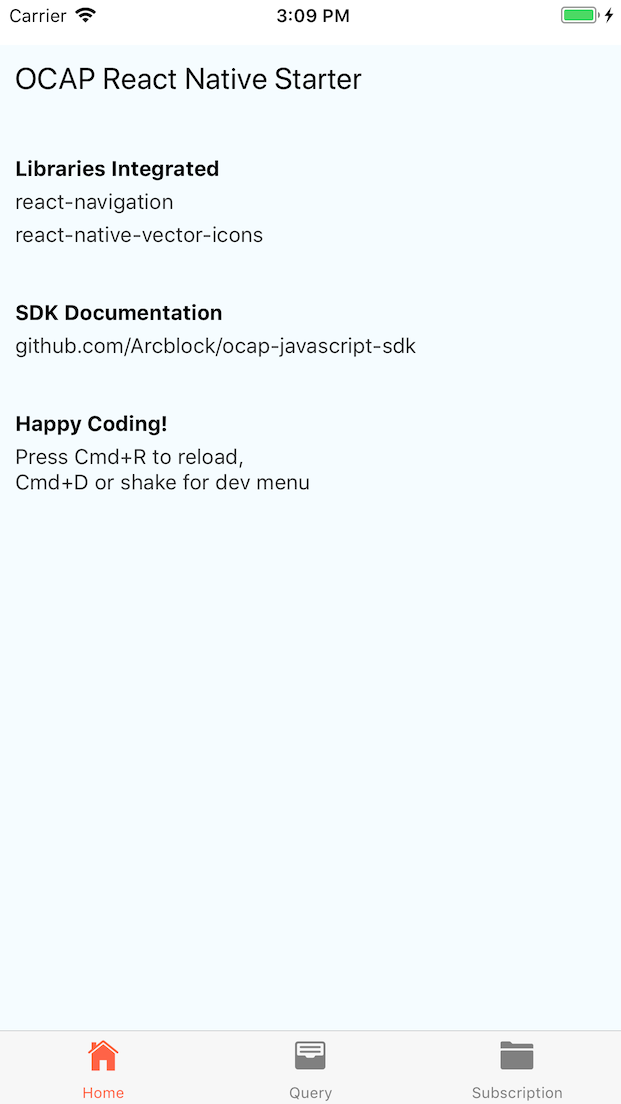 Carrier 3:09 PM
OCAP React Native Starter
Libraries Integrated
react-navigation
react-native-vector-icons
SDK Documentation
github.com/Arcblock/ocap-javascript-sdk
Happy Coding!
Press Cmd+R to reload,
Cmd+D or shake for dev menu
Home Query Subscription